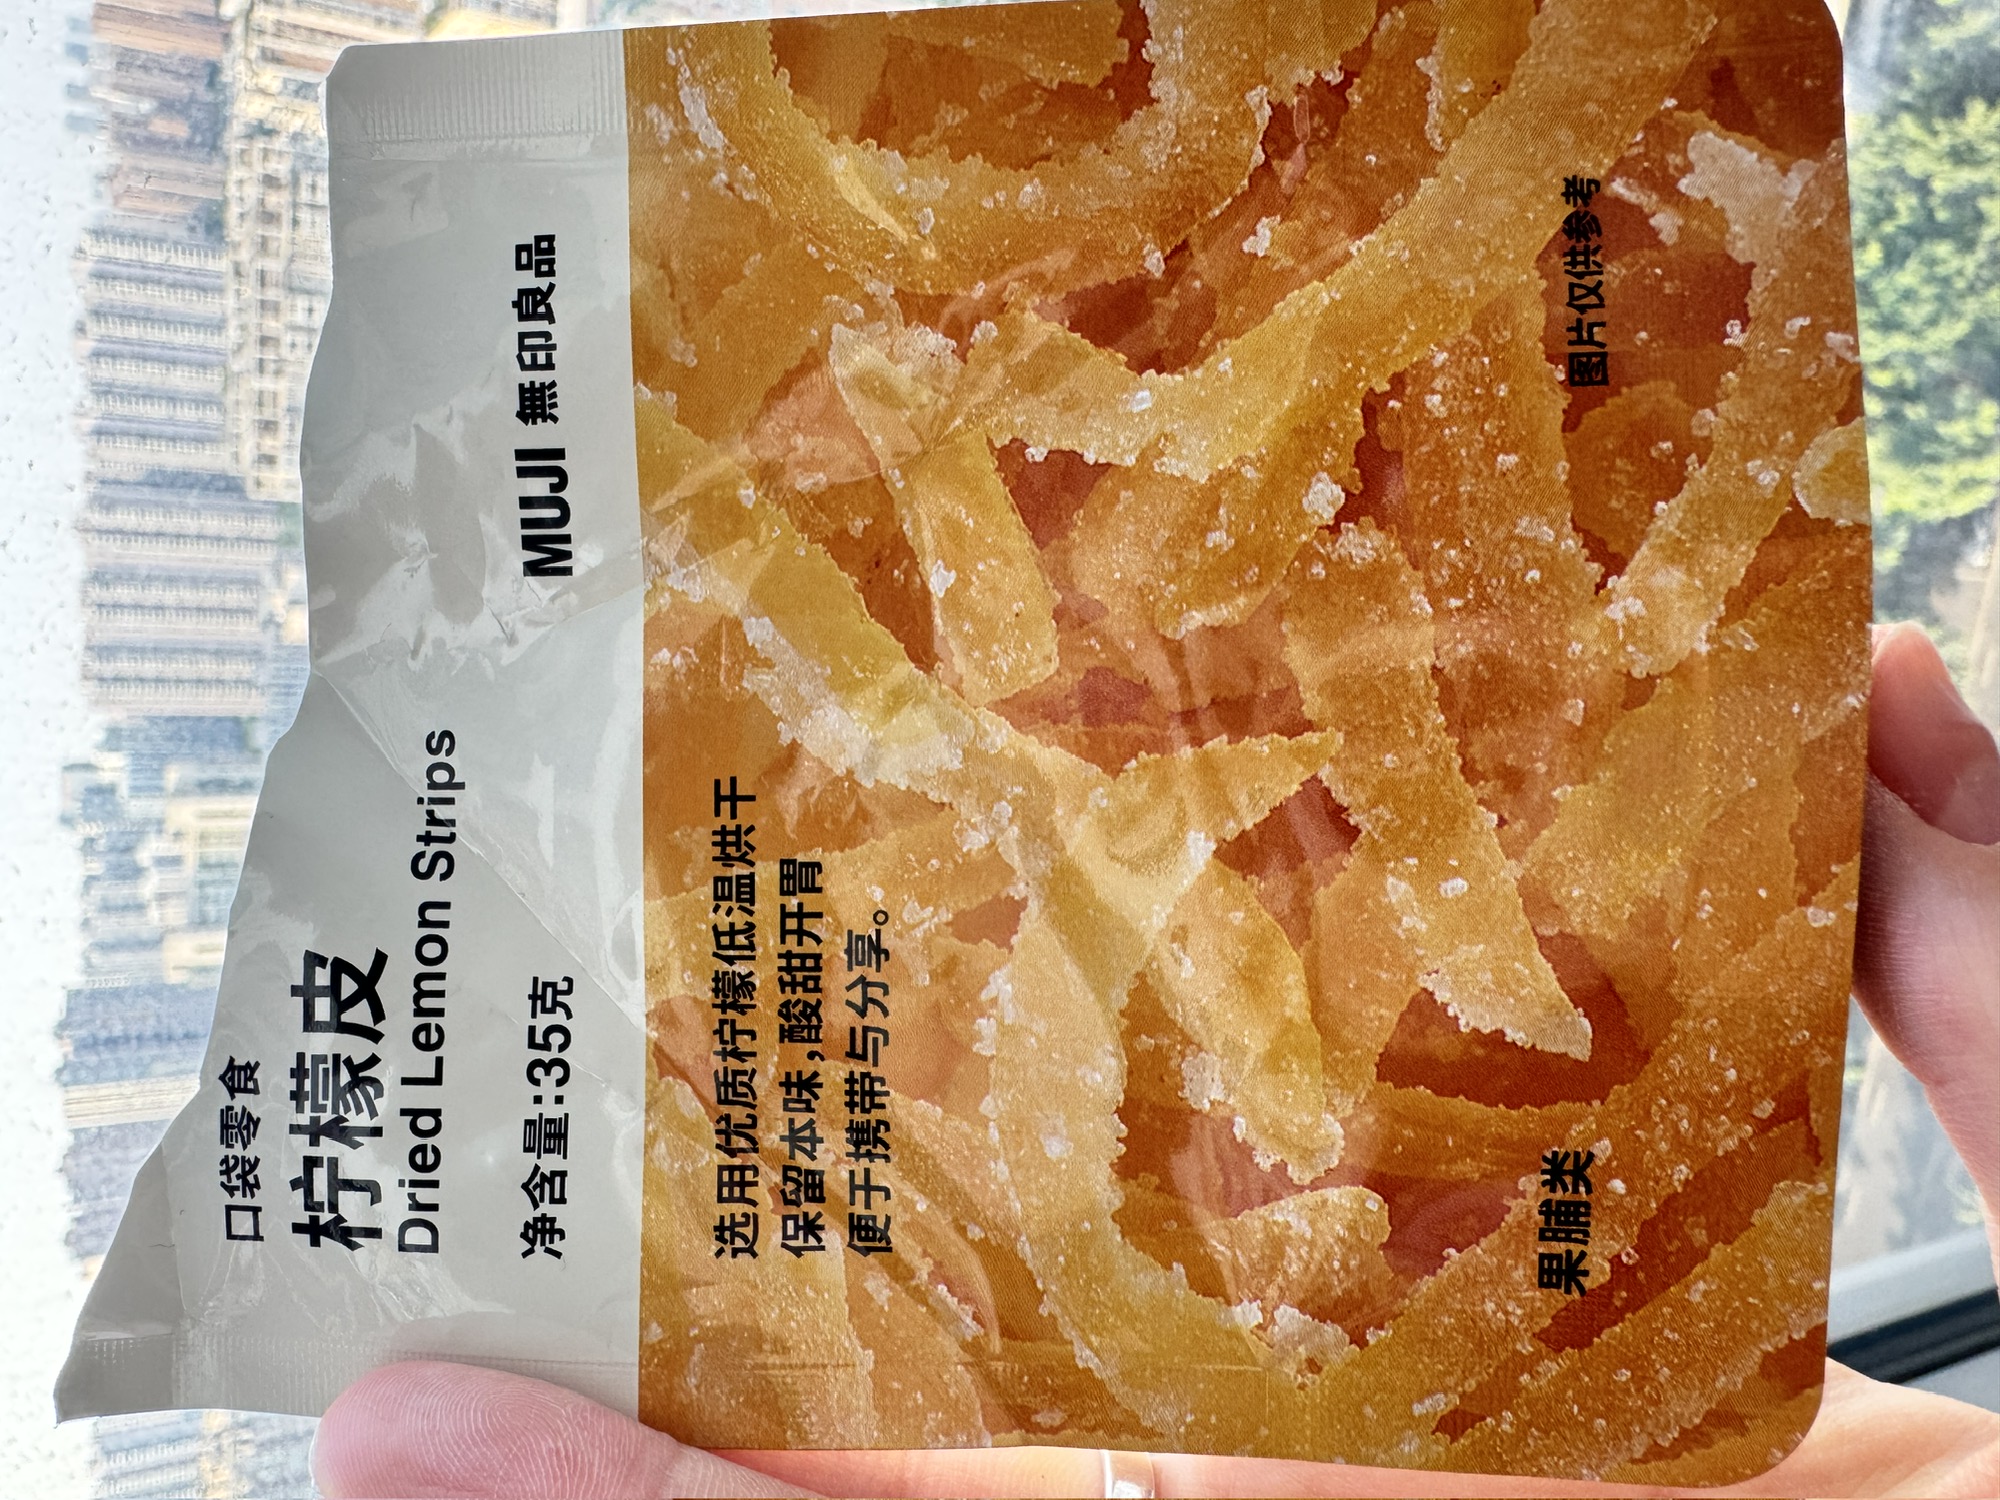 口袋零食
柠檬皮
Dried Lemon Strips
净含量:35克
MUJI 無印良品
选用优质柠檬低温烘干
保留本味,酸甜开胃
便于携带与分享。
果脯类
图片仅供参考